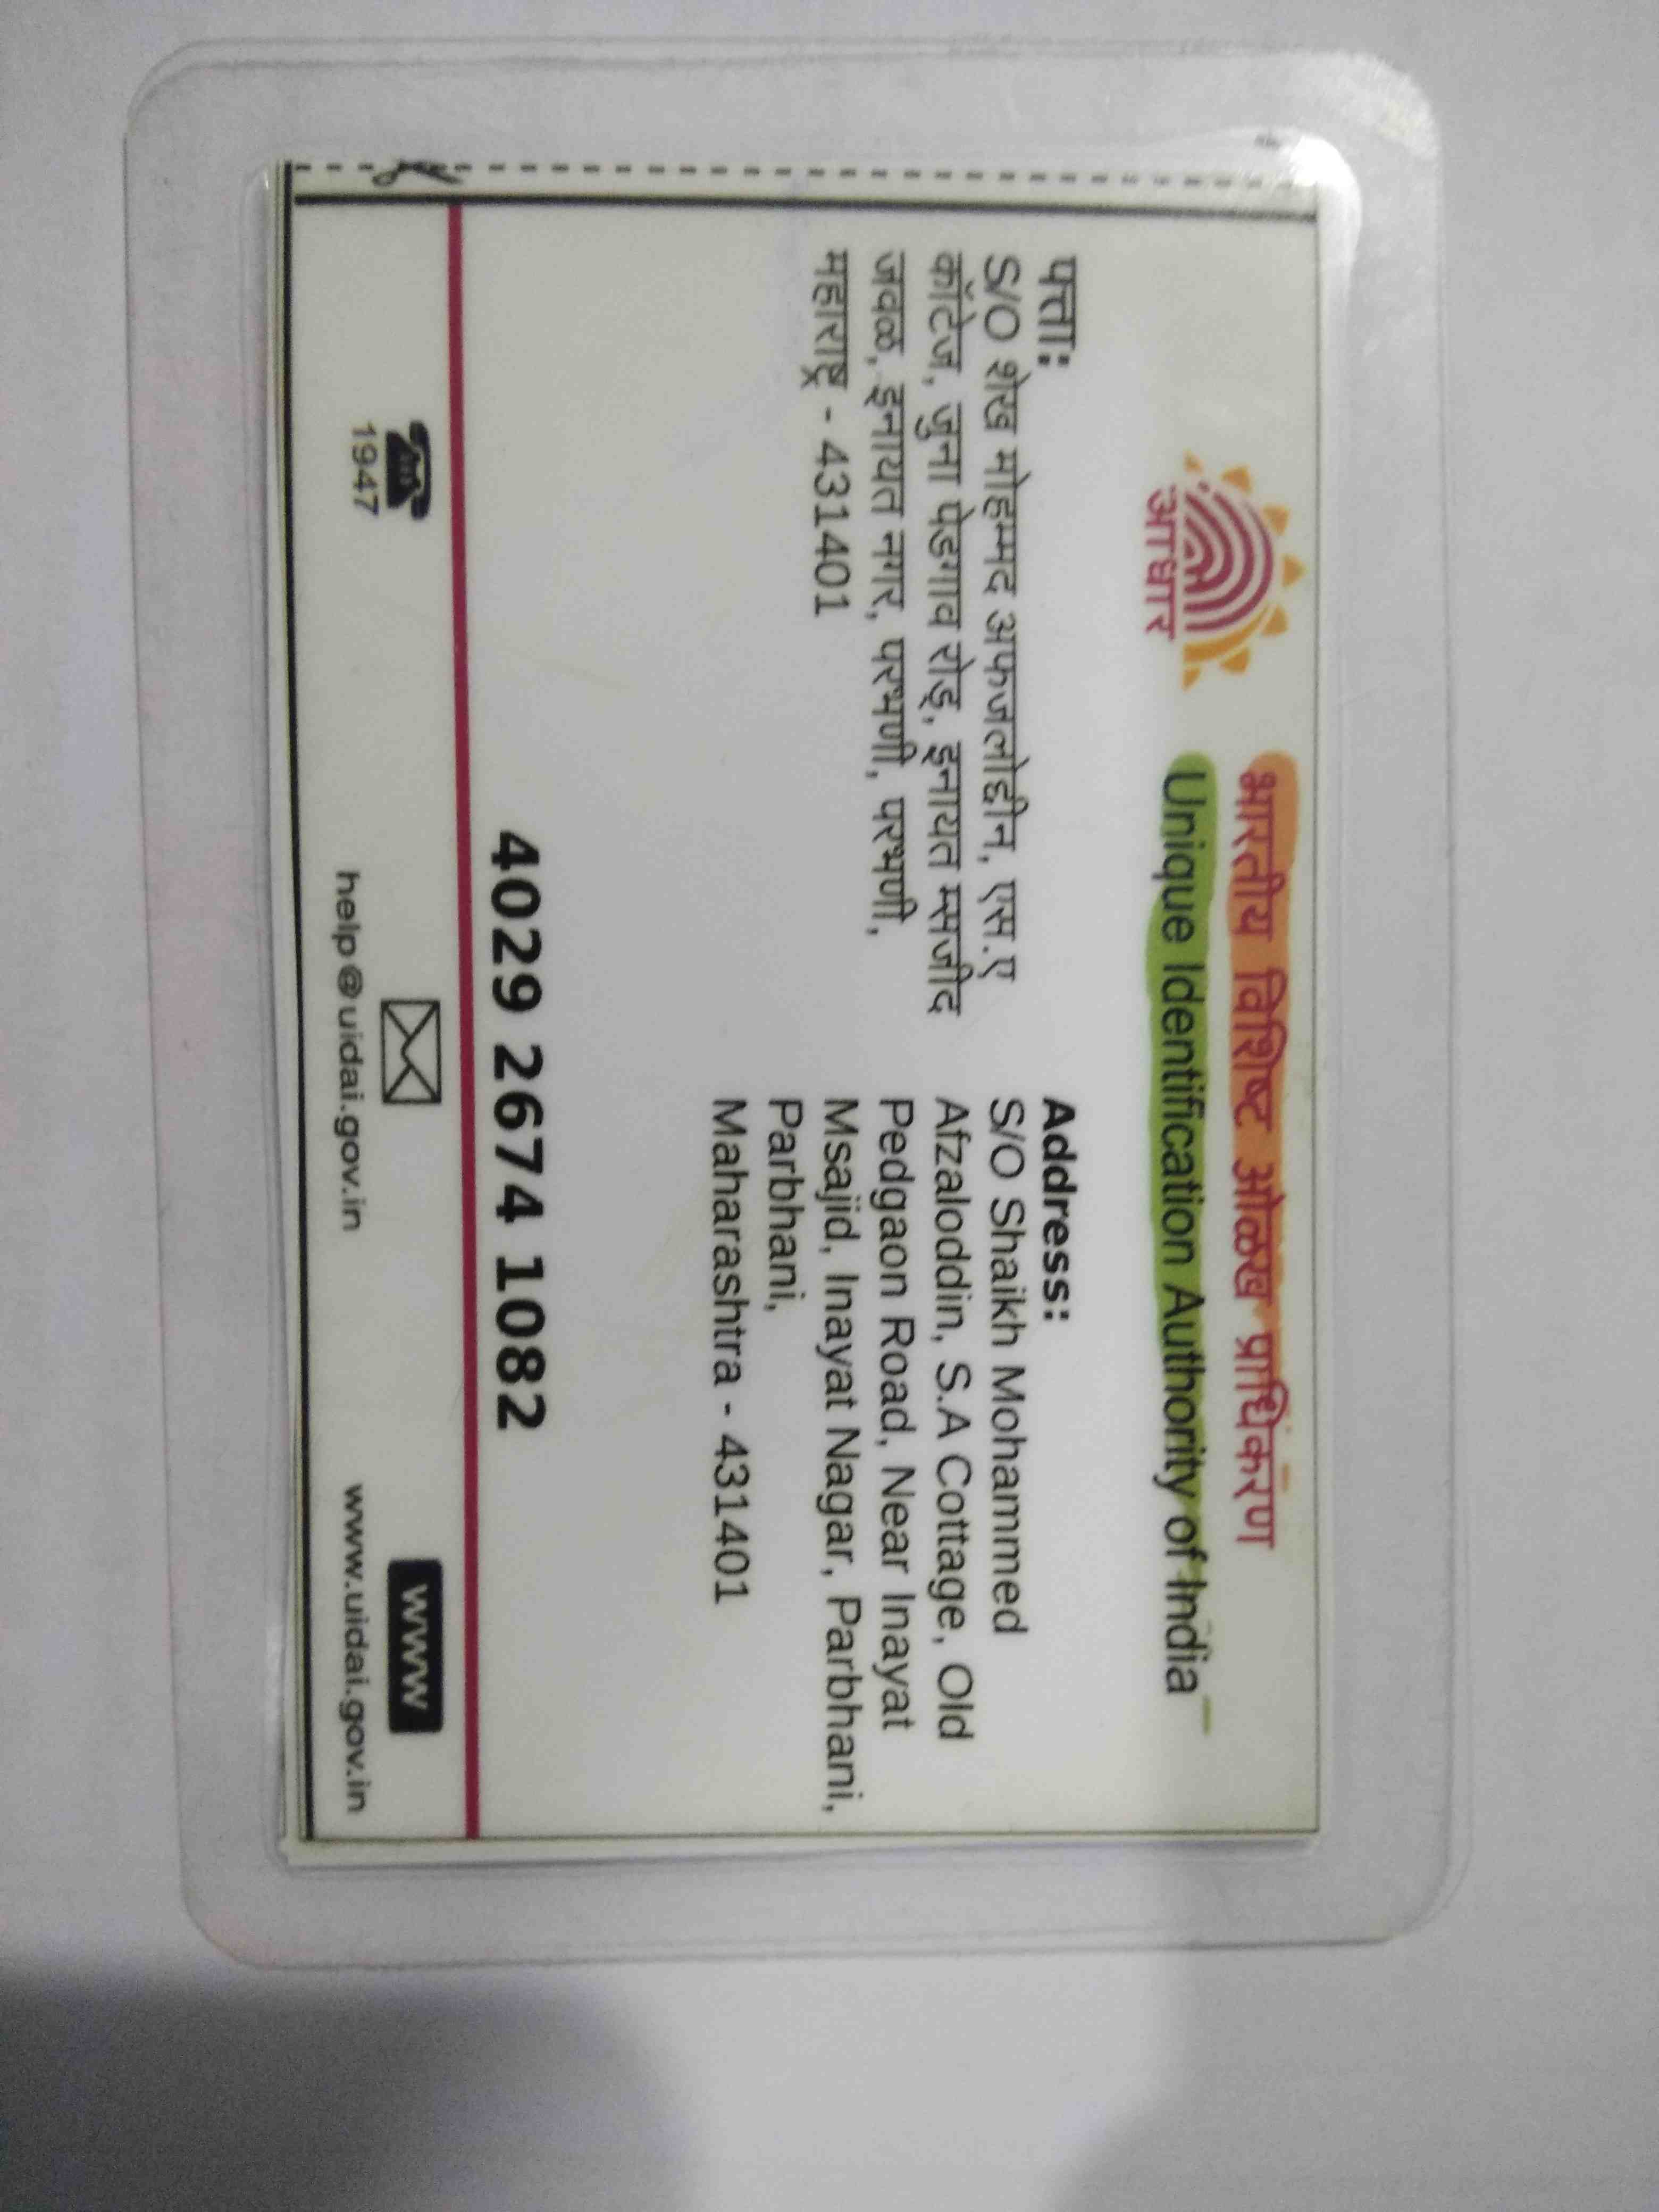 आधार
भारतीय विशिष्ट ओळख प्राधिकरण
Unique Identification Authority of India
पत्ता:
S/O शेख मोहम्मद अफजलोद्दीन, एस.ए
कॉटेज, जुना पेडगाव रोड, इनायत म्सजीद
जवळ, इनायत नगर, परभणी, परभणी,
महाराष्ट्र - 431401
Address:
S/O Shaikh Mohammed
Afzaloddin, S.A Cottage, Old
Pedgaon Road, Near Inayat
Msajid, Inayat Nagar, Parbhani,
Parbhani,
Maharashtra - 431401
4029 2674 1082
1947
help@uidai.gov.in
www
www.uidai.gov.in